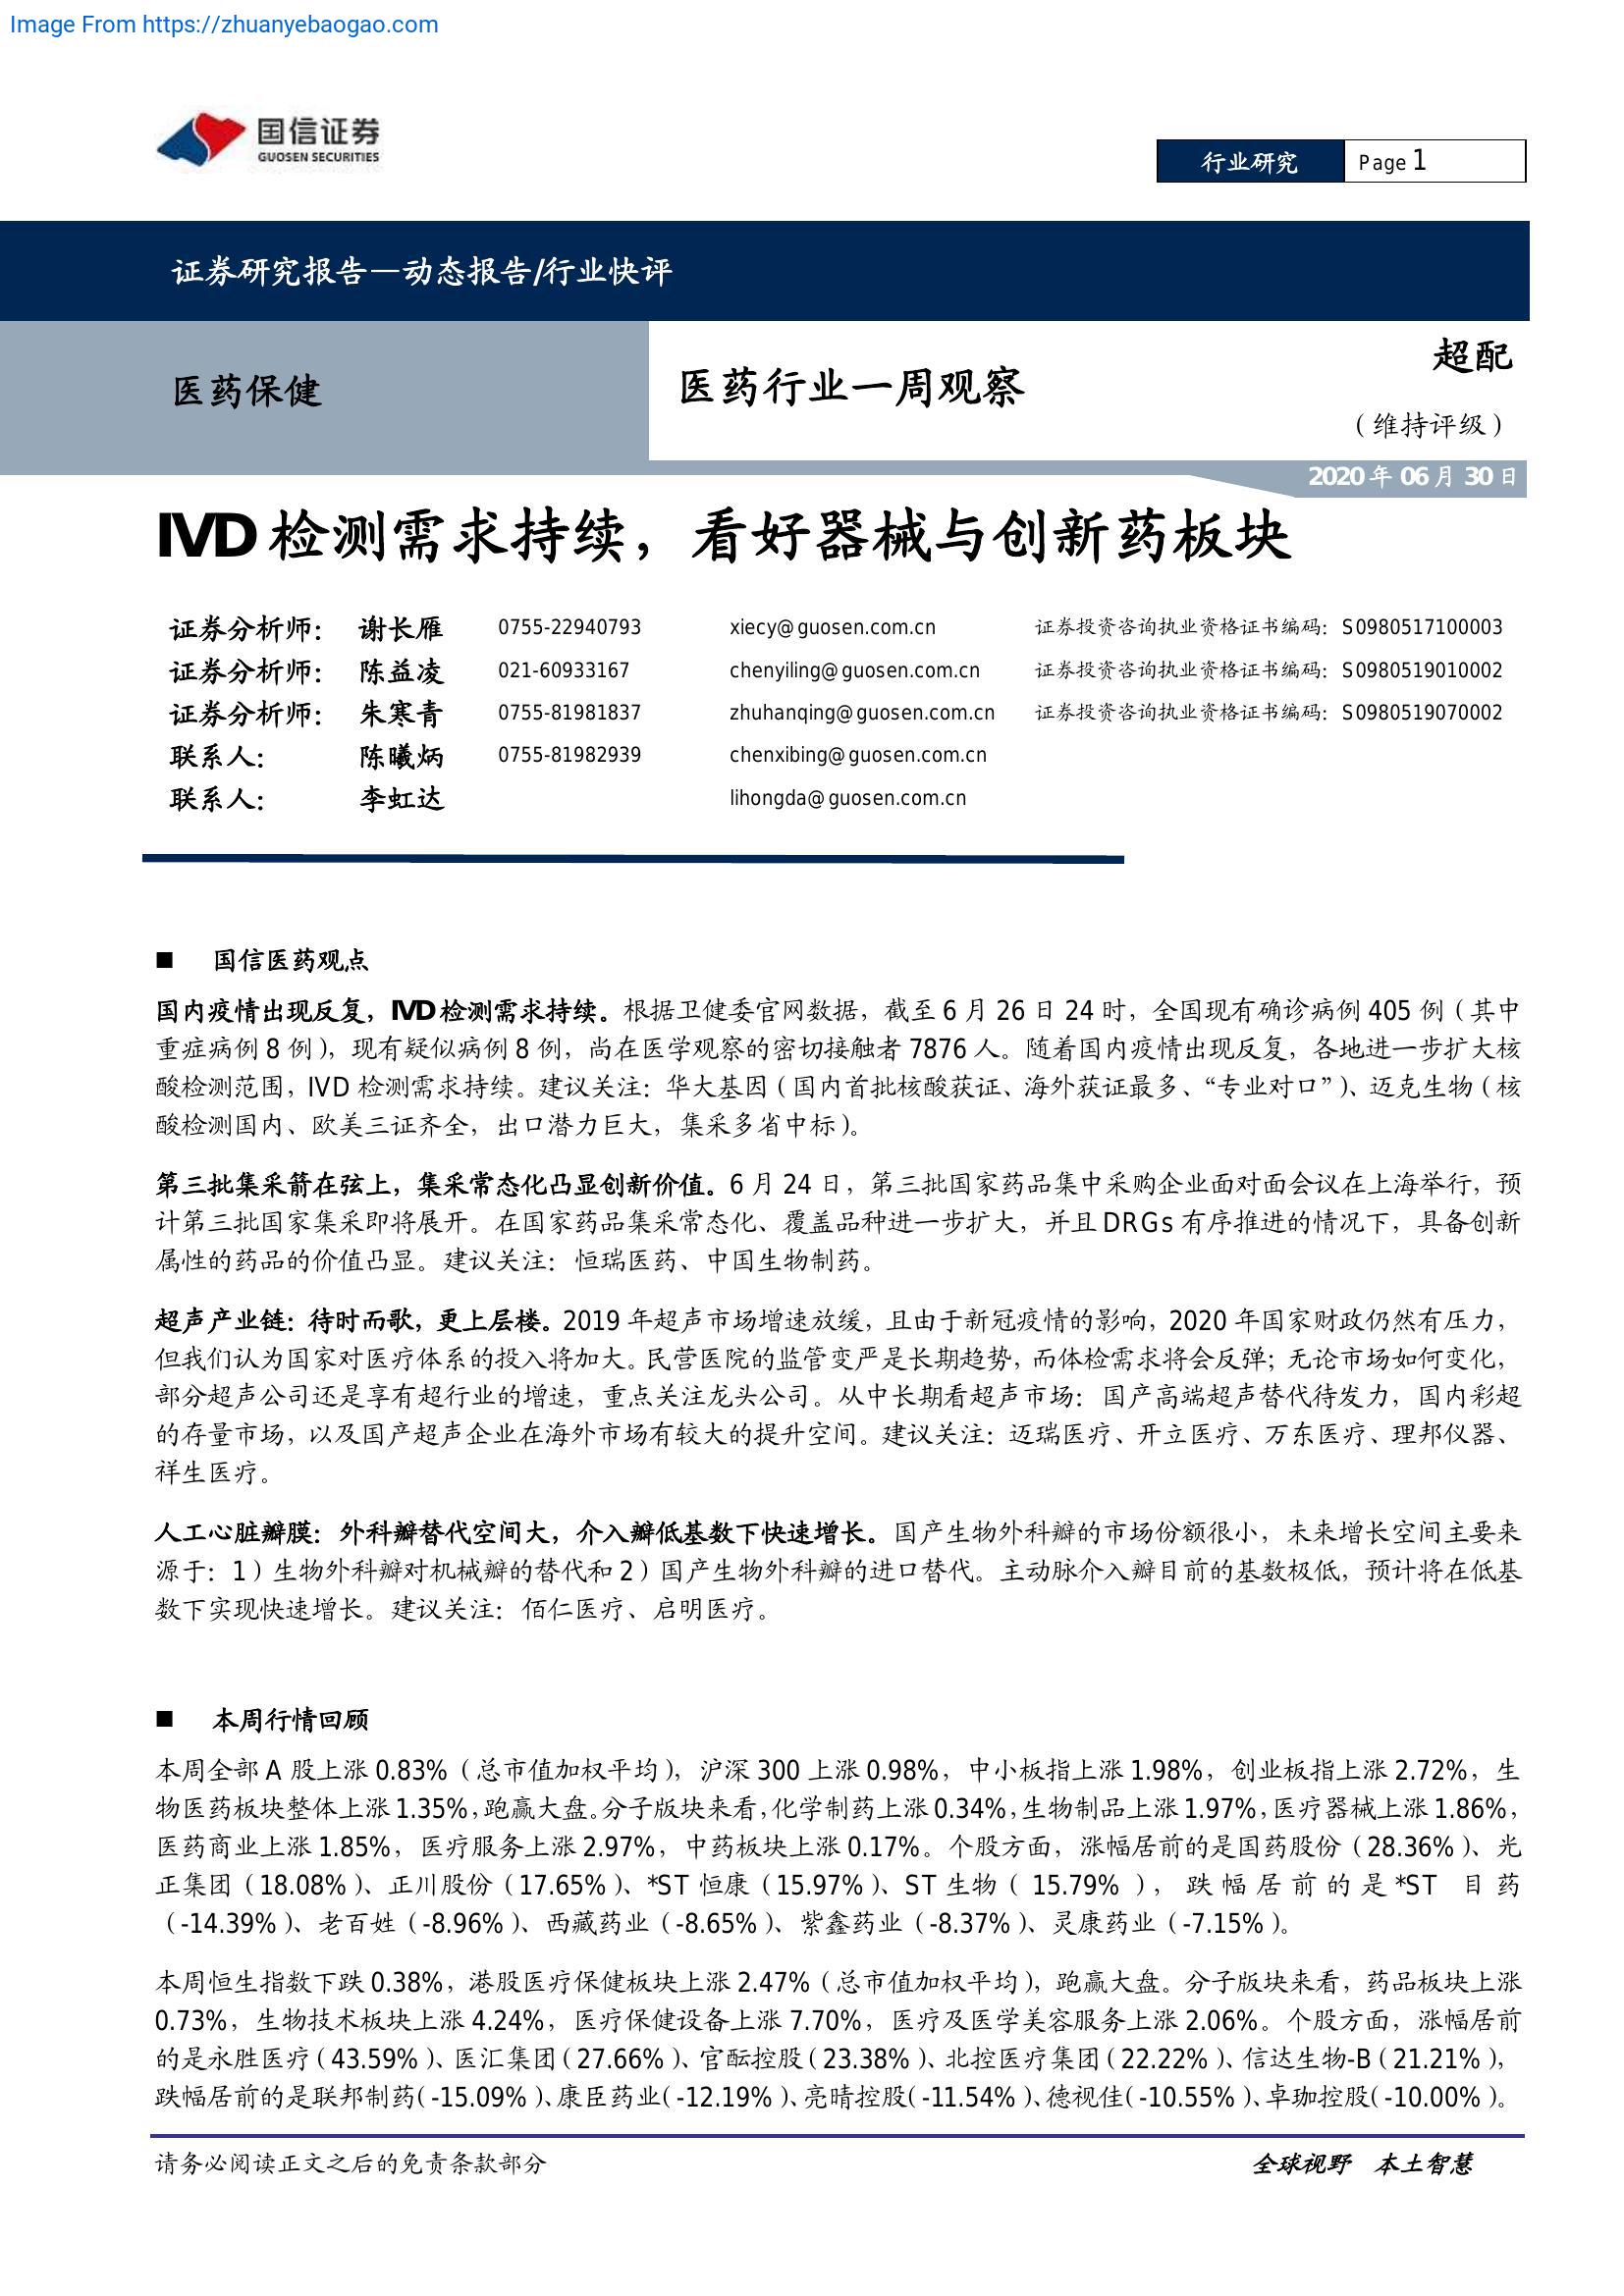 Image From https://zhuanyebaogao.com
国信证券
GUOSEN SECURITIES
行业研究 Page 1
证券研究报告—动态报告/行业快评
医药保健
医药行业一周观察
超配
（维持评级）
2020 年 06 月 30 日
IVD 检测需求持续，看好器械与创新药板块
证券分析师： 谢长雁 0755-22940793 xiecy@guosen.com.cn 证券投资咨询执业资格证书编码：S0980517100003
证券分析师： 陈益凌 021-60933167 chenyiling@guosen.com.cn 证券投资咨询执业资格证书编码：S0980519010002
证券分析师： 朱寒青 0755-81981837 zhuhanqing@guosen.com.cn 证券投资咨询执业资格证书编码：S0980519070002
联系人： 陈曦炳 0755-81982939 chenxibing@guosen.com.cn
联系人： 李虹达 lihongda@guosen.com.cn
■ 国信医药观点
国内疫情出现反复，IVD 检测需求持续。根据卫健委官网数据，截至 6 月 26 日 24 时，全国现有确诊病例 405 例（其中
重症病例 8 例），现有疑似病例 8 例，尚在医学观察的密切接触者 7876 人。随着国内疫情出现反复，各地进一步扩大核
酸检测范围，IVD 检测需求持续。建议关注：华大基因（国内首批核酸获证、海外获证最多、“专业对口”）、迈克生物（核
酸检测国内、欧美三证齐全，出口潜力巨大，集采多省中标）。
第三批集采箭在弦上，集采常态化凸显创新价值。6 月 24 日，第三批国家药品集中采购企业面对面会议在上海举行，预
计第三批国家集采即将展开。在国家药品集采常态化、覆盖品种进一步扩大，并且 DRGs 有序推进的情况下，具备创新
属性的药品的价值凸显。建议关注：恒瑞医药、中国生物制药。
超声产业链：待时而歌，更上层楼。2019 年超声市场增速放缓，且由于新冠疫情的影响，2020 年国家财政仍然有压力，
但我们认为国家对医疗体系的投入将加大。民营医院的监管变严是长期趋势，而体检需求将会反弹；无论市场如何变化，
部分超声公司还是享有超行业的增速，重点关注龙头公司。从中长期看超声市场：国产高端超声替代待发力，国内彩超
的存量市场，以及国产超声企业在海外市场有较大的提升空间。建议关注：迈瑞医疗、开立医疗、万东医疗、理邦仪器、
祥生医疗。
人工心脏瓣膜：外科瓣替代空间大，介入瓣低基数下快速增长。国产生物外科瓣的市场份额很小，未来增长空间主要来
源于：1）生物外科瓣对机械瓣的替代和 2）国产生物外科瓣的进口替代。主动脉介入瓣目前的基数极低，预计将在低基
数下实现快速增长。建议关注：佰仁医疗、启明医疗。
■ 本周行情回顾
本周全部 A 股上涨 0.83%（总市值加权平均），沪深 300 上涨 0.98%，中小板指上涨 1.98%，创业板指上涨 2.72%，生
物医药板块整体上涨 1.35%，跑赢大盘。分子版块来看，化学制药上涨 0.34%，生物制品上涨 1.97%，医疗器械上涨 1.86%，
医药商业上涨 1.85%，医疗服务上涨 2.97%，中药板块上涨 0.17%。个股方面，涨幅居前的是国药股份（28.36%）、光
正集团（18.08%）、正川股份（17.65%）、*ST 恒康（15.97%）、ST 生物（ 15.79% ），跌幅居前的是*ST 目药
（-14.39%）、老百姓（-8.96%）、西藏药业（-8.65%）、紫鑫药业（-8.37%）、灵康药业（-7.15%）。
本周恒生指数下跌 0.38%，港股医疗保健板块上涨 2.47%（总市值加权平均），跑赢大盘。分子版块来看，药品板块上涨
0.73%，生物技术板块上涨 4.24%，医疗保健设备上涨 7.70%，医疗及医学美容服务上涨 2.06%。个股方面，涨幅居前
的是永胜医疗（43.59%）、医汇集团（27.66%）、官酝控股（23.38%）、北控医疗集团（22.22%）、信达生物-B（21.21%），
跌幅居前的是联邦制药（-15.09%）、康臣药业（-12.19%）、亮晴控股（-11.54%）、德视佳（-10.55%）、卓珈控股（-10.00%）。
请务必阅读正文之后的免责条款部分 全球视野 本土智慧